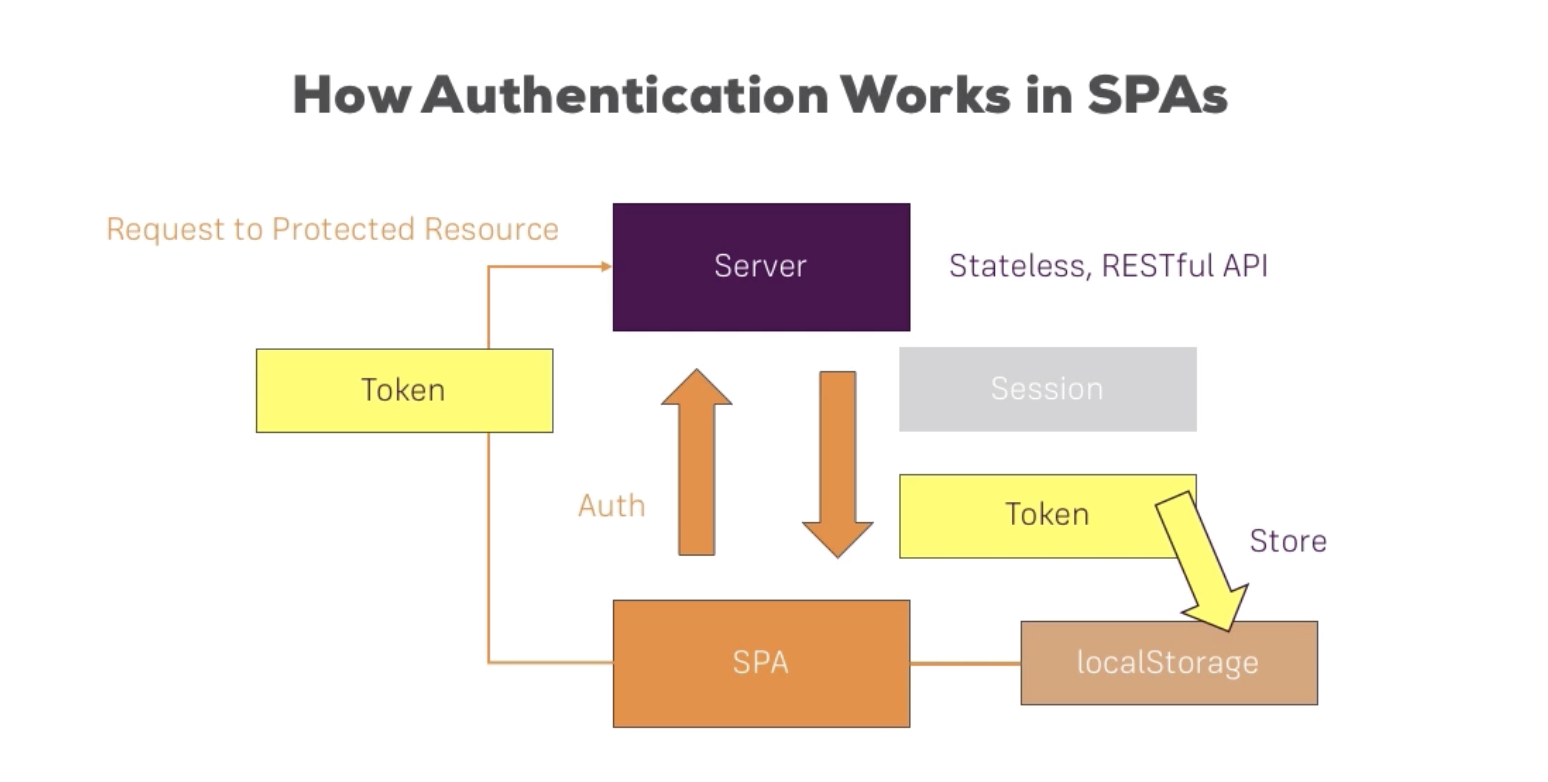 How Authentication Works in SPAs
Request to Protected Resource
Server
Stateless, RESTful API
Token
Session
Auth
Token
Store
SPA
localStorage